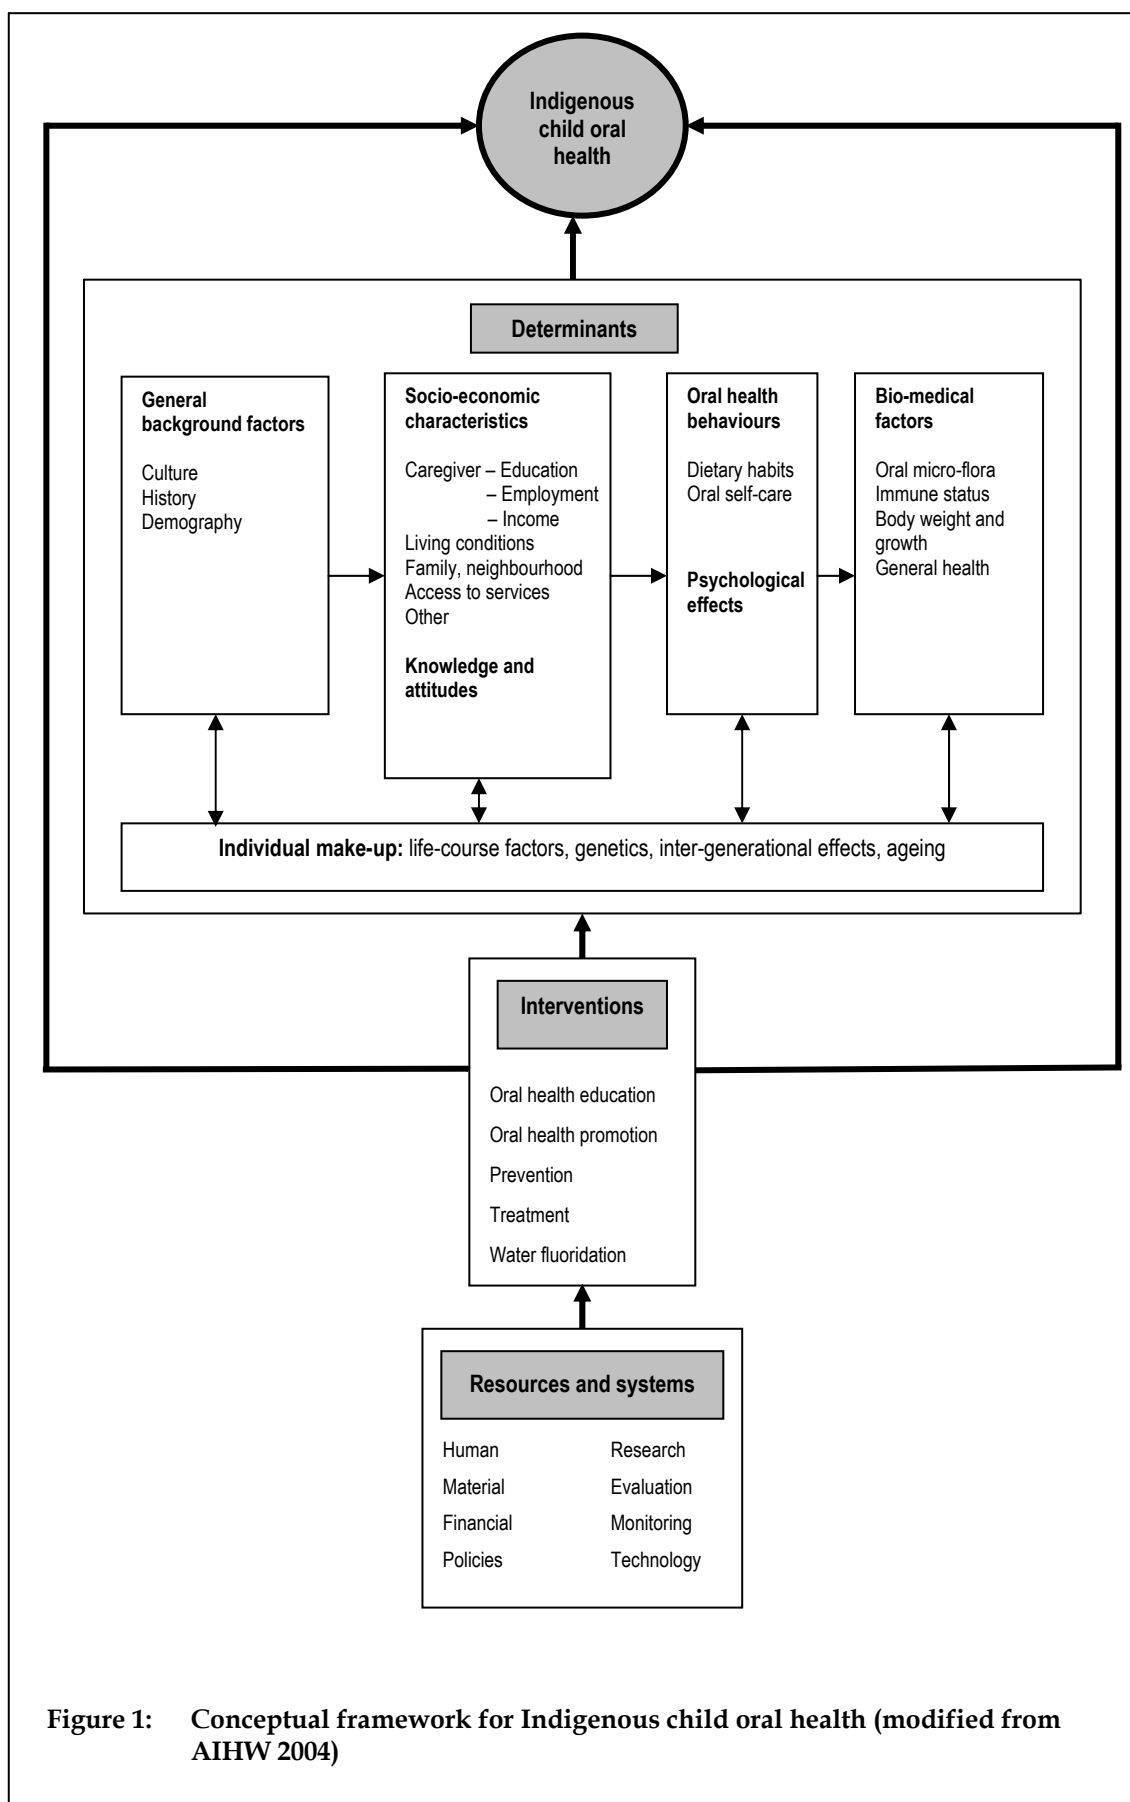 Indigenous
child oral
health
Determinants
General
background factors
Culture
History
Demography
Socio-economic
characteristics
Caregiver – Education
– Employment
– Income
Living conditions
Family, neighbourhood
Access to services
Other
Knowledge and
attitudes
Oral health
behaviours
Dietary habits
Oral self-care
Psychological
effects
Bio-medical
factors
Oral micro-flora
Immune status
Body weight and
growth
General health
Individual make-up: life-course factors, genetics, inter-generational effects, ageing
Interventions
Oral health education
Oral health promotion
Prevention
Treatment
Water fluoridation
Resources and systems
Human
Material
Financial
Policies
Research
Evaluation
Monitoring
Technology
Figure 1: Conceptual framework for Indigenous child oral health (modified from
AIHW 2004)